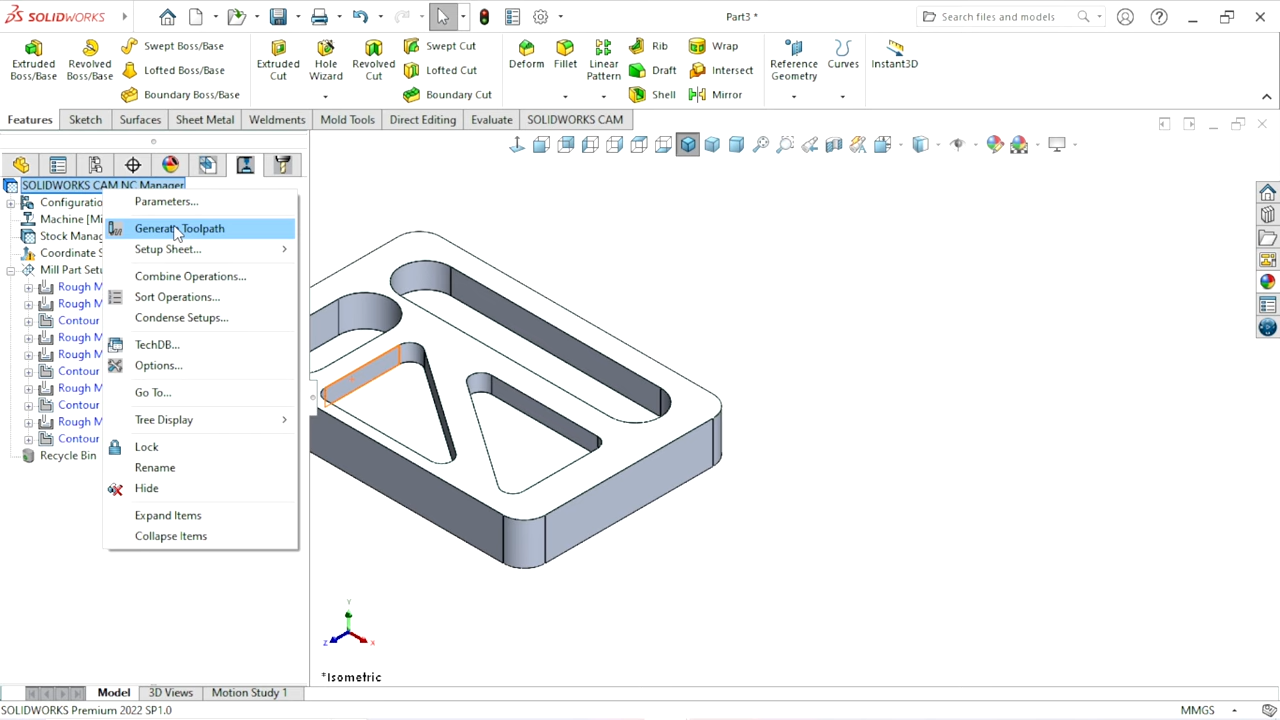 SOLIDWORKS
Part3 *
Search files and models
Extruded Boss/Base
Revolved Boss/Base
Swept Boss/Base
Lofted Boss/Base
Boundary Boss/Base
Extruded Cut
Hole Wizard
Revolved Cut
Swept Cut
Lofted Cut
Boundary Cut
Deform
Fillet
Linear Pattern
Rib
Draft
Shell
Wrap
Intersect
Mirror
Reference Geometry
Curves
Instant3D
Features
Sketch
Surfaces
Sheet Metal
Weldments
Mold Tools
Direct Editing
Evaluate
SOLIDWORKS CAM
SOLIDWORKS CAM NC Manager
Configuratio
Machine [Mi
Stock Manag
Coordinate S
Mill Part Setu
Rough M
Rough M
Contour
Rough M
Rough M
Contour
Rough M
Contour
Rough M
Contour
Recycle Bin
Parameters...
Generate Toolpath
Setup Sheet...
Combine Operations...
Sort Operations...
Condense Setups...
TechDB...
Options...
Go To...
Tree Display
Lock
Rename
Hide
Expand Items
Collapse Items
Y
Z
X
*Isometric
Model
3D Views
Motion Study 1
SOLIDWORKS Premium 2022 SP1.0
MMGS